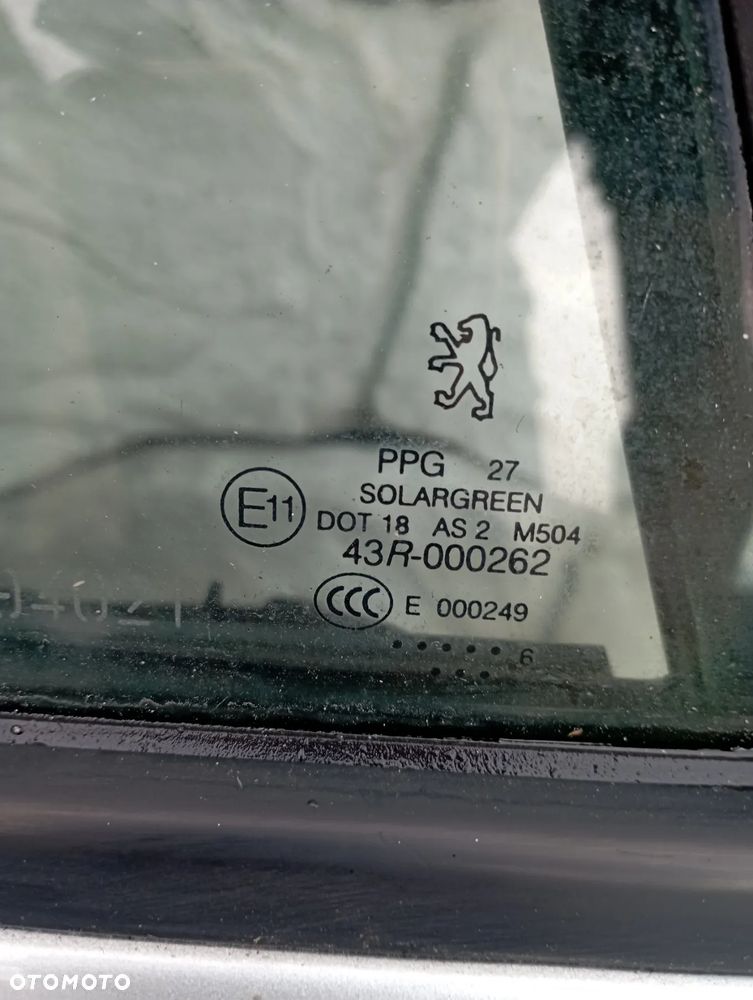 PPG 27
SOLARGREEN
E11
DOT 18 AS 2 M504
43R-000262
CCC E 000249
6
OTOMOTO